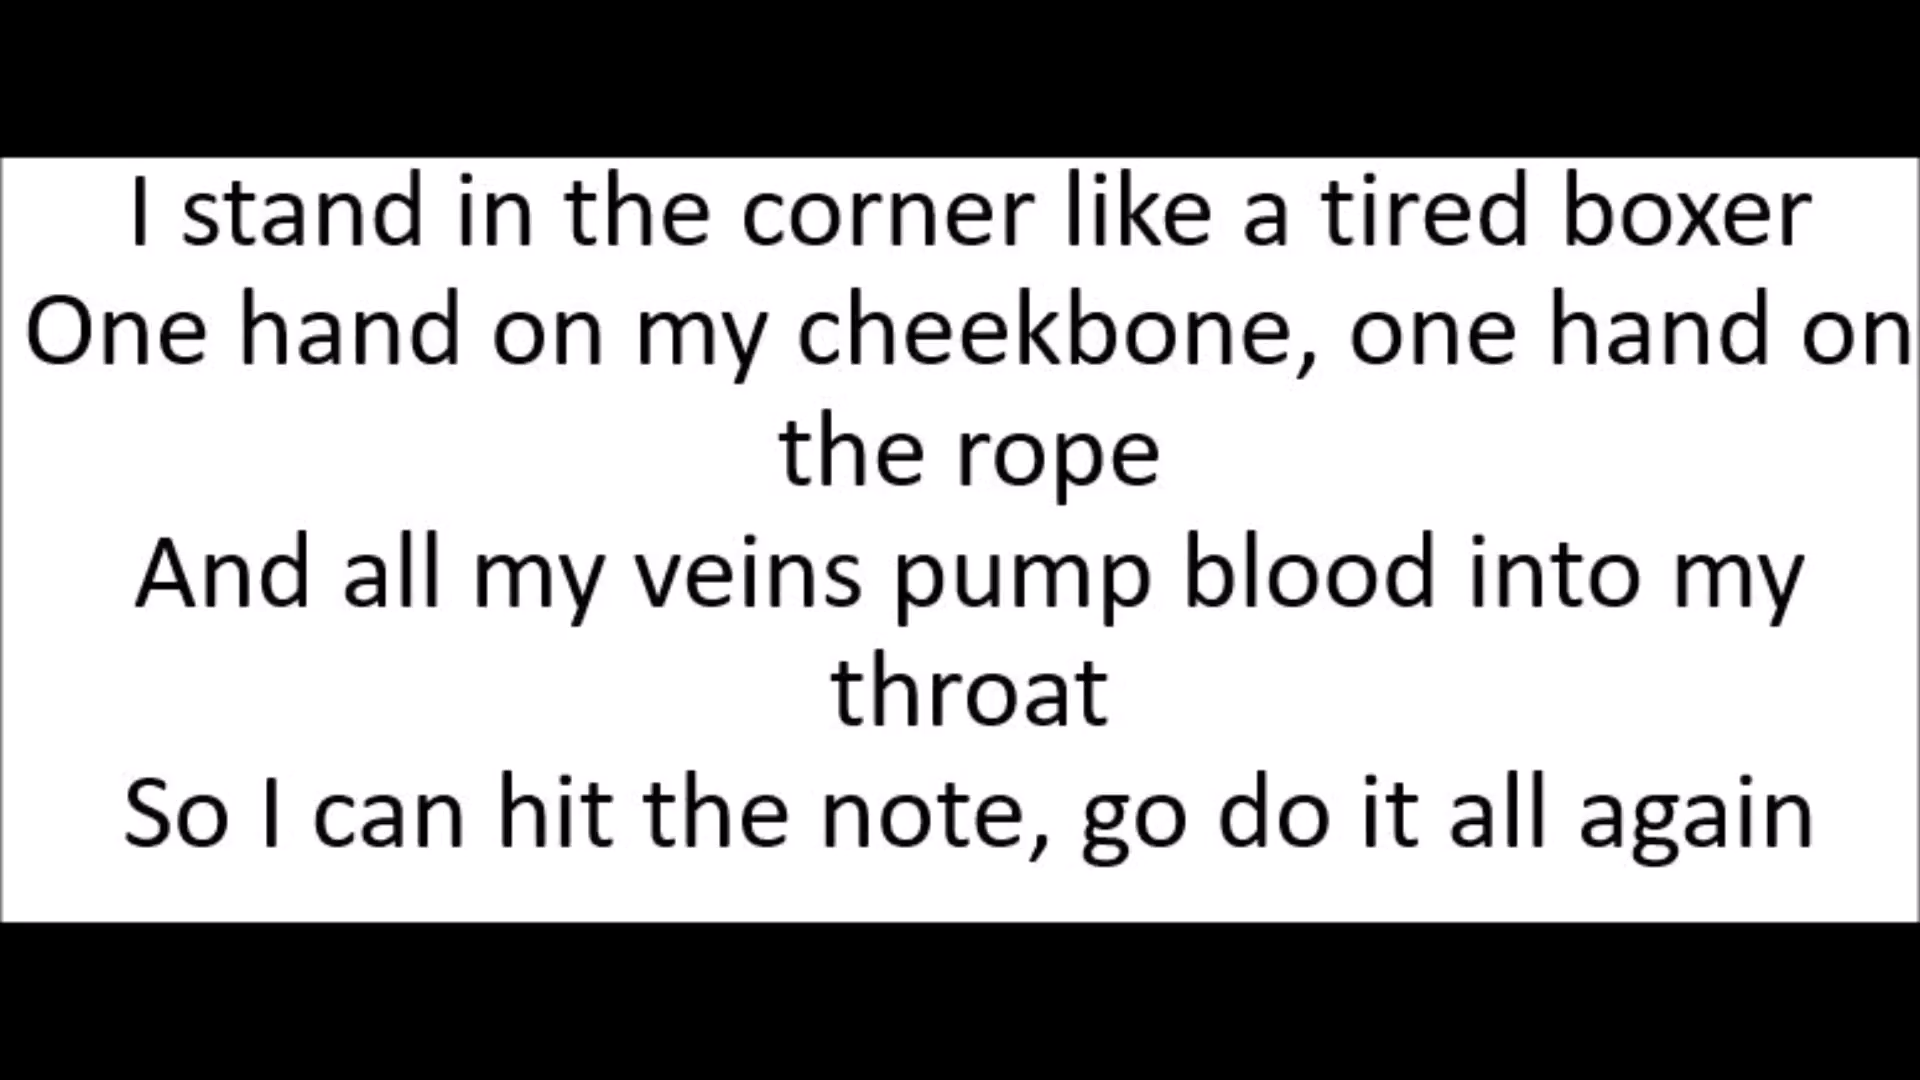 I stand in the corner like a tired boxer
One hand on my cheekbone, one hand on
the rope
And all my veins pump blood into my
throat
So I can hit the note, go do it all again